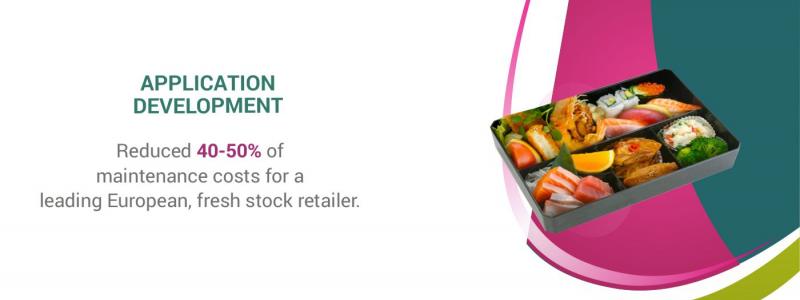 APPLICATION
DEVELOPMENT
Reduced 40-50% of
maintenance costs for a
leading European, fresh stock retailer.